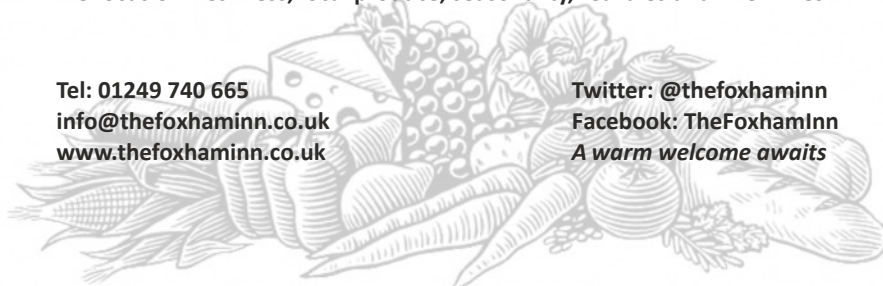 Tel: 01249 740 665
info@thefoxhaminn.co.uk
www.thefoxhaminn.co.uk
Twitter: @thefoxhaminn
Facebook: TheFoxhamInn
A warm welcome awaits